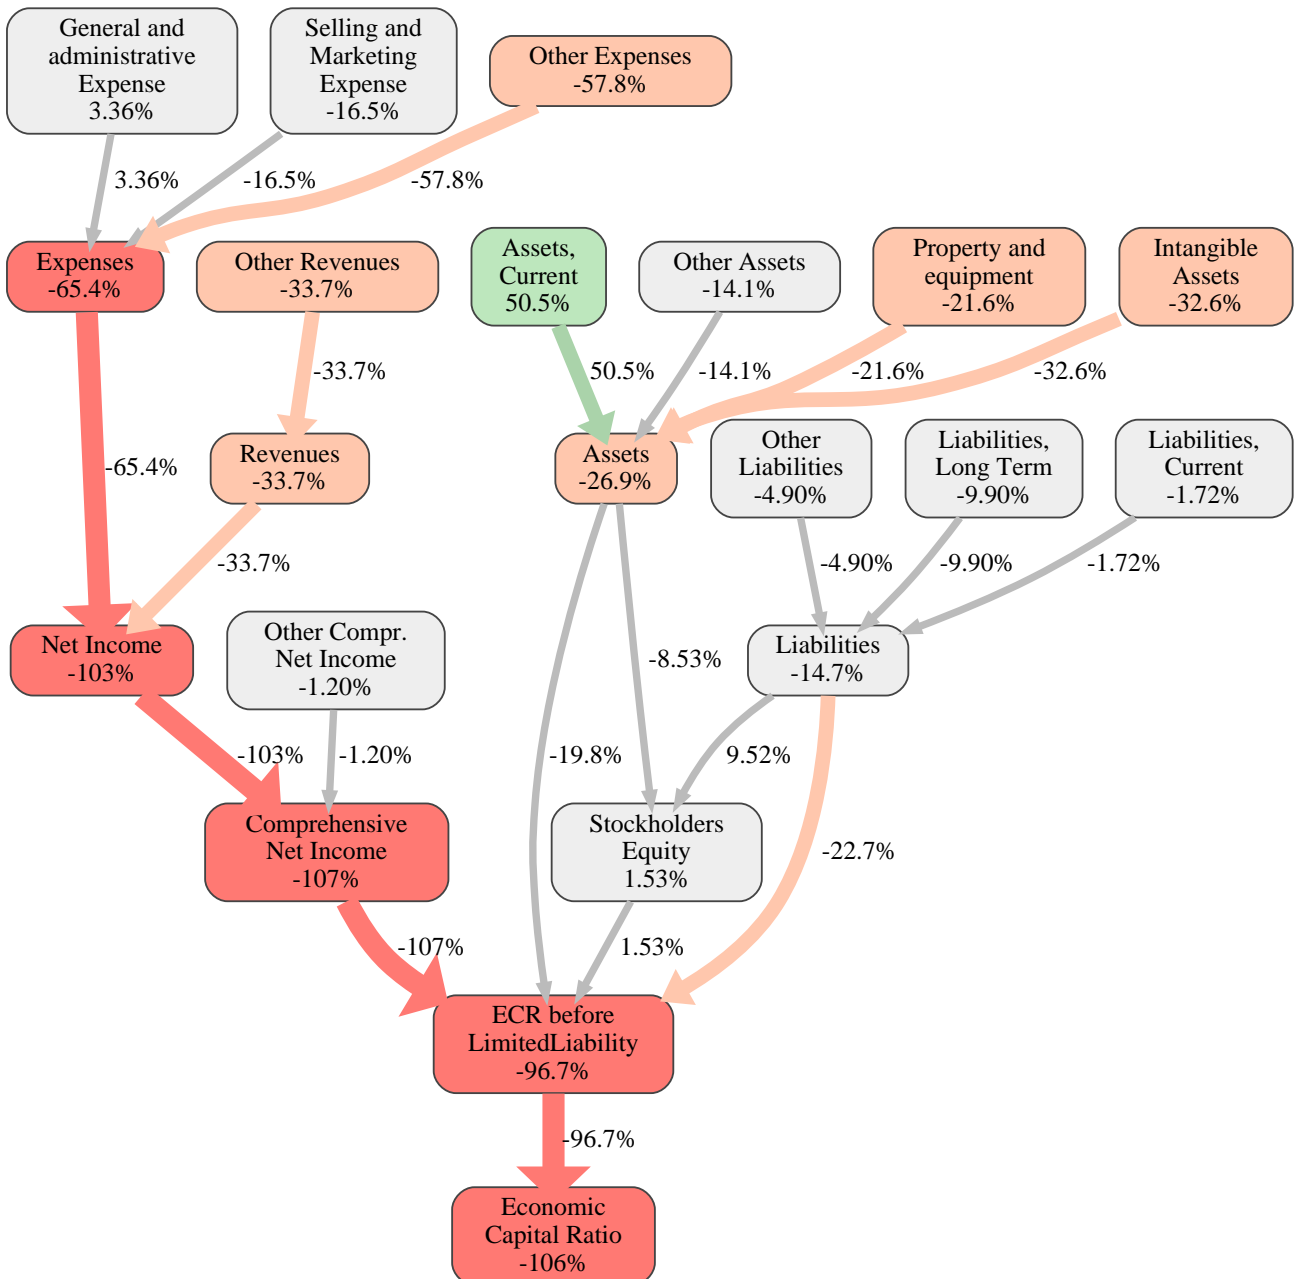 General and
administrative
Expense
3.36%
Selling and
Marketing
Expense
-16.5%
Other Expenses
-57.8%
3.36%
-16.5%
-57.8%
Expenses
-65.4%
Other Revenues
-33.7%
Assets,
Current
50.5%
Other Assets
-14.1%
Property and
equipment
-21.6%
Intangible
Assets
-32.6%
-33.7%
50.5%
-14.1%
-21.6%
-32.6%
-65.4%
Revenues
-33.7%
Assets
-26.9%
Other
Liabilities
-4.90%
Liabilities,
Long Term
-9.90%
Liabilities,
Current
-1.72%
-33.7%
-4.90%
-9.90%
-1.72%
Net Income
-103%
Other Compr.
Net Income
-1.20%
-8.53%
Liabilities
-14.7%
-103%
-1.20%
-19.8%
9.52%
Comprehensive
Net Income
-107%
Stockholders
Equity
1.53%
-22.7%
-107%
1.53%
ECR before
LimitedLiability
-96.7%
-96.7%
Economic
Capital Ratio
-106%